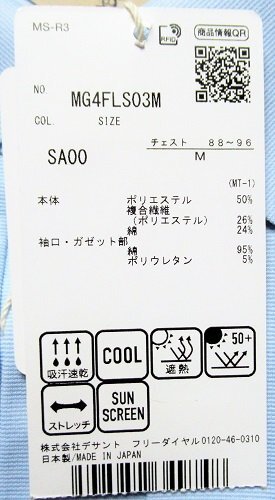 MS-R3
RFID
商品情報QR
NO. MG4FLS03M
COL. SIZE
チェスト 88～96
SA00 M
(MT-1)
本体 ポリエステル 50%
複合繊維
(ポリエステル) 26%
綿 24%
袖口・ガゼット部
綿 95%
ポリウレタン 5%
吸汗速乾
COOL
遮熱
50+
ストレッチ
SUN SCREEN
株式会社デサント フリーダイヤル0120-46-0310
日本製/MADE IN JAPAN